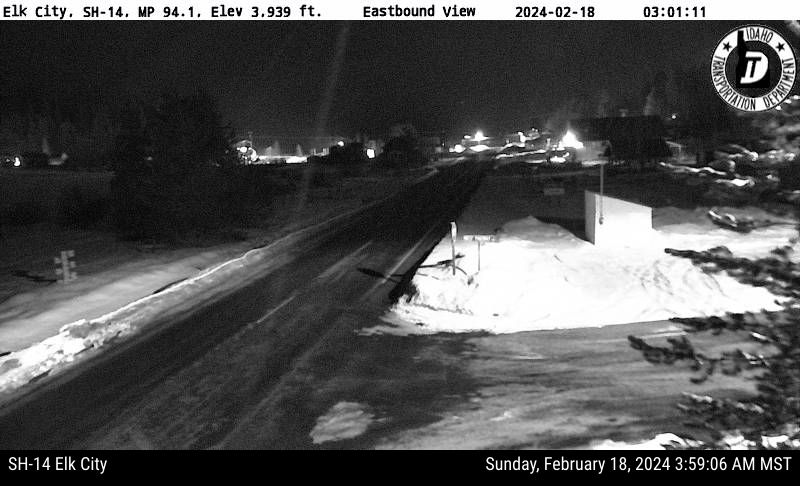 Elk City, SH-14, MP 94.1, Elev 3,939 ft. Eastbound View 2024-02-18 03:01:11
IDAHO
TRANSPORTATION DEPARTMENT
SH-14 Elk City Sunday, February 18, 2024 3:59:06 AM MST